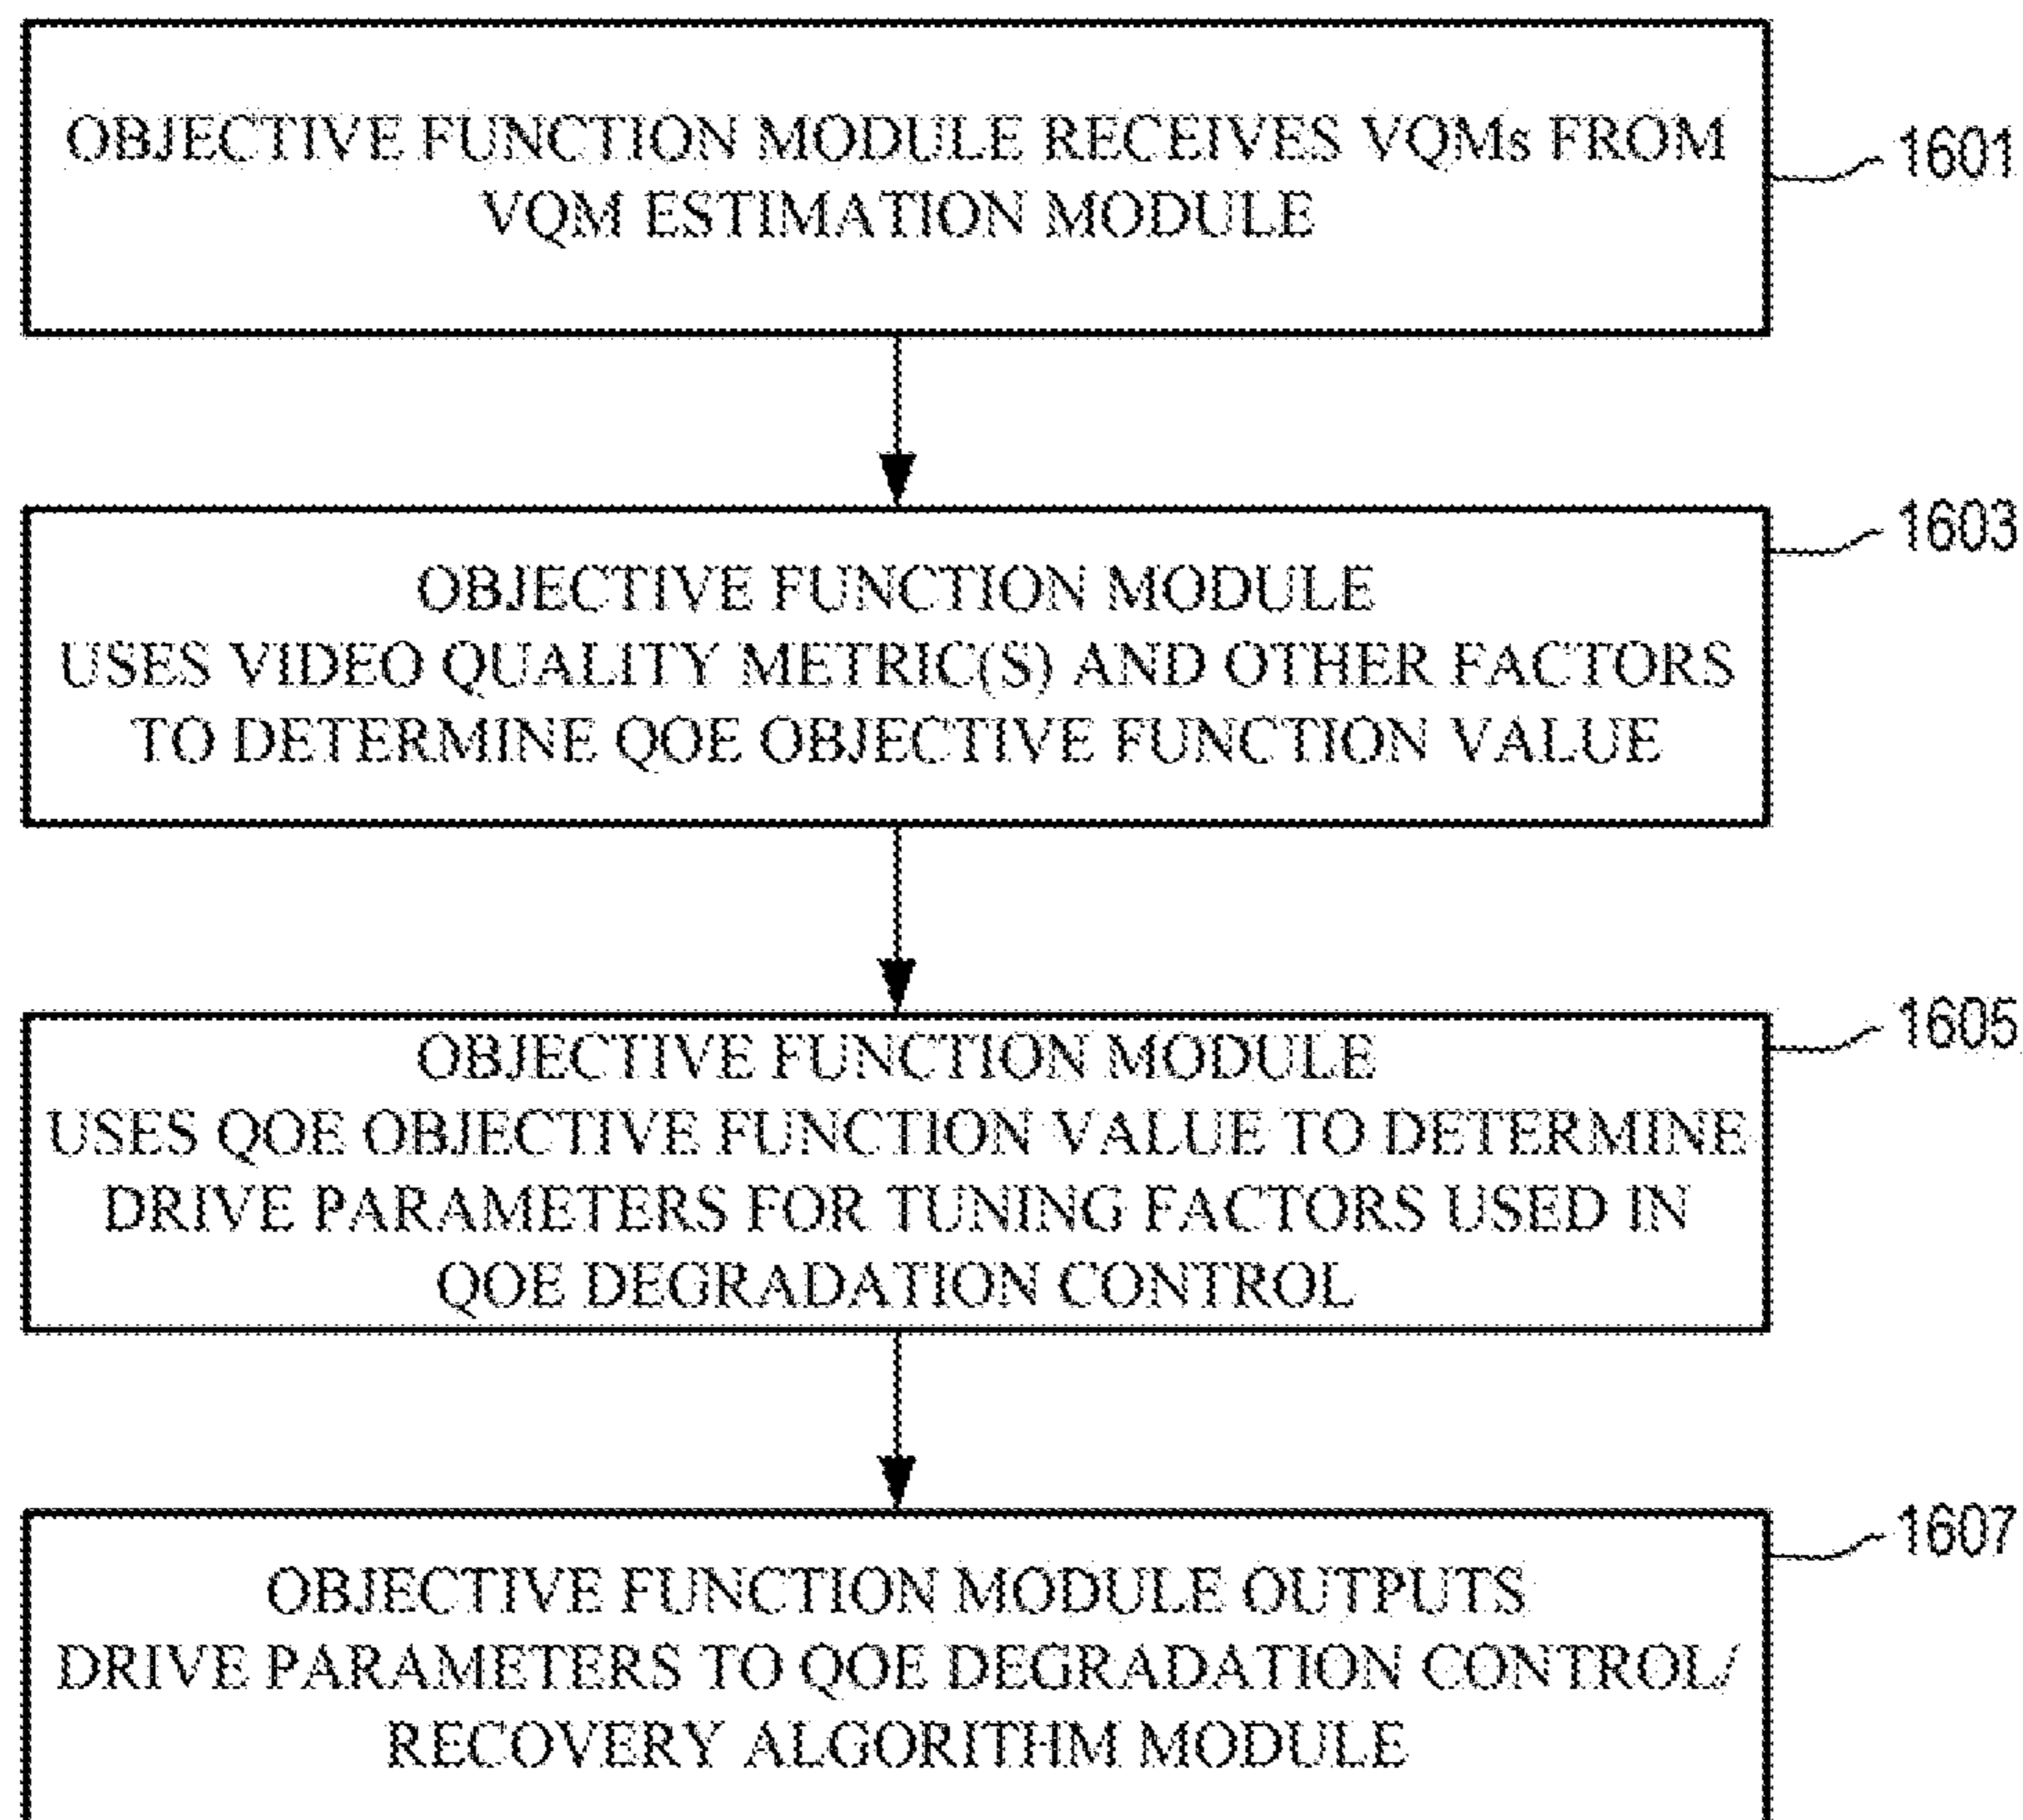 OBJECTIVE FUNCTION MODULE RECEIVES VQMs FROM
VQM ESTIMATION MODULE
1601
1603
OBJECTIVE FUNCTION MODULE
USES VIDEO QUALITY METRIC(S) AND OTHER FACTORS
TO DETERMINE QOE OBJECTIVE FUNCTION VALUE
1605
OBJECTIVE FUNCTION MODULE
USES QOE OBJECTIVE FUNCTION VALUE TO DETERMINE
DRIVE PARAMETERS FOR TUNING FACTORS USED IN
QOE DEGRADATION CONTROL
1607
OBJECTIVE FUNCTION MODULE OUTPUTS
DRIVE PARAMETERS TO QOE DEGRADATION CONTROL/
RECOVERY ALGORITHM MODULE